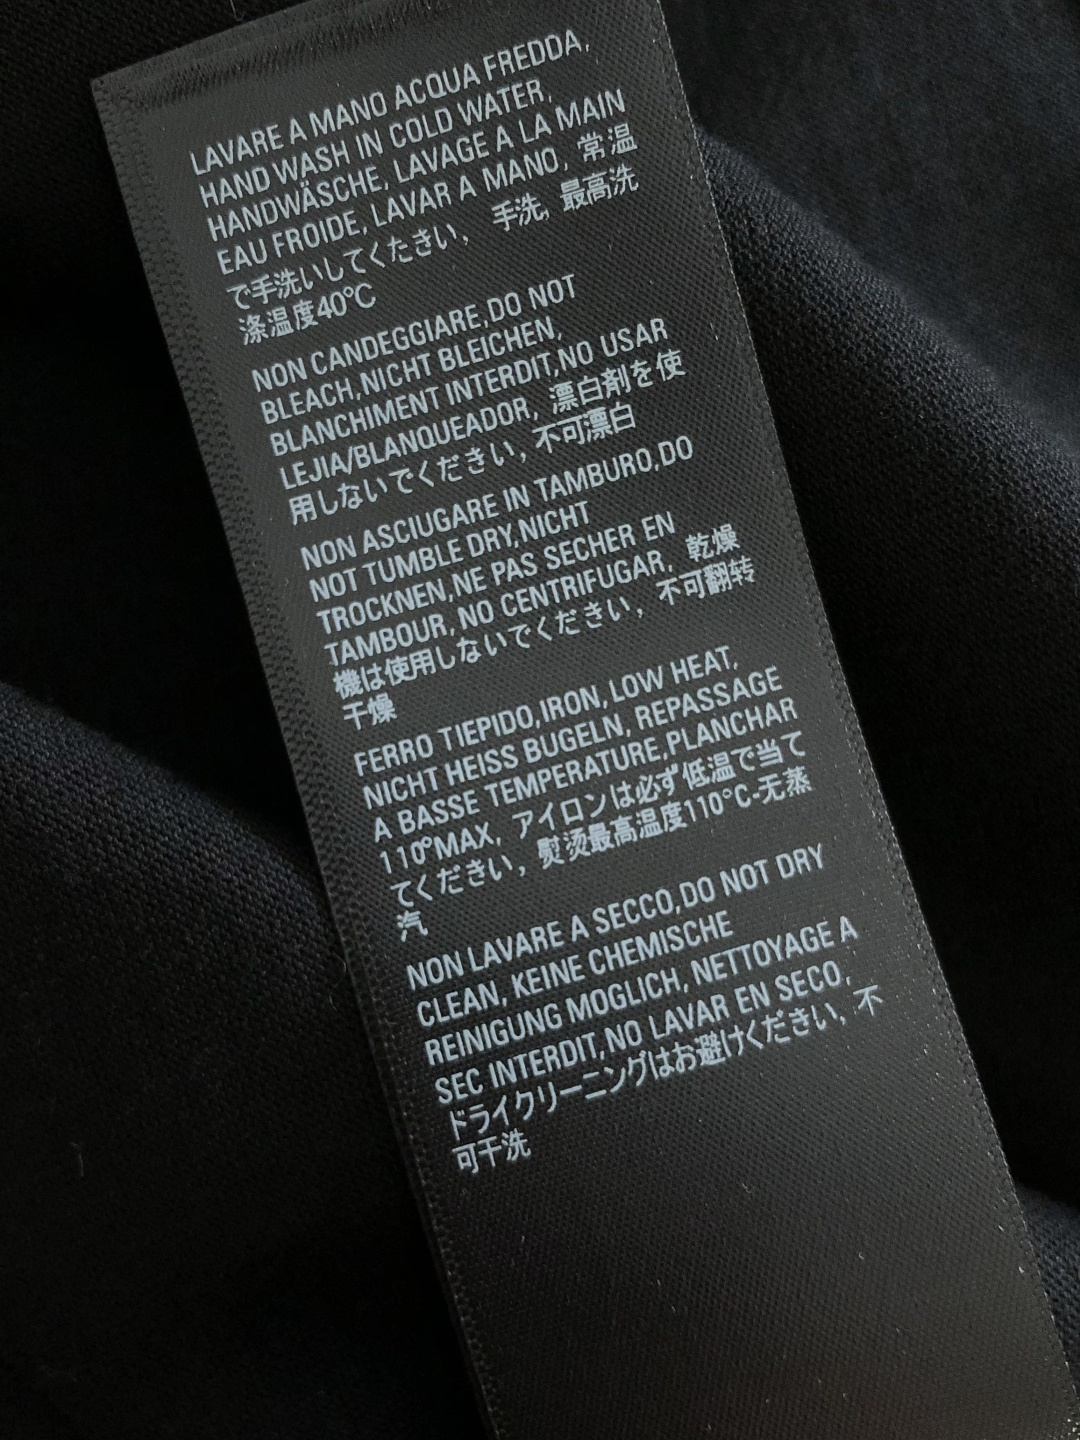 LAVARE A MANO ACQUA FREDDA,
HAND WASH IN COLD WATER,
HANDWÄSCHE, LAVAGE A LA MAIN
EAU FROIDE, LAVAR A MANO, 常温
で手洗いしてくたさい, 手洗, 最高洗
涤温度40°C
NON CANDEGGIARE,DO NOT
BLEACH,NICHT BLEICHEN,
BLANCHIMENT INTERDIT,NO USAR
LEJIA/BLANQUEADOR, 漂白剤を使
用しないでください, 不可漂白
NON ASCIUGARE IN TAMBURO,DO
NOT TUMBLE DRY,NICHT
TROCKNEN,NE PAS SECHER EN
TAMBOUR, NO CENTRIFUGAR, 乾燥
機は使用しないでください, 不可翻转
干燥
FERRO TIEPIDO,IRON, LOW HEAT,
NICHT HEISS BUGELN, REPASSAGE
A BASSE TEMPERATURE,PLANCHAR
110°MAX, アイロンは必ず低温で当て
てください, 熨烫最高温度110°C-无蒸
汽
NON LAVARE A SECCO,DO NOT DRY
CLEAN, KEINE CHEMISCHE
REINIGUNG MOGLICH, NETTOYAGE A
SEC INTERDIT,NO LAVAR EN SECO,
ドライクリーニングはお避けください, 不
可干洗